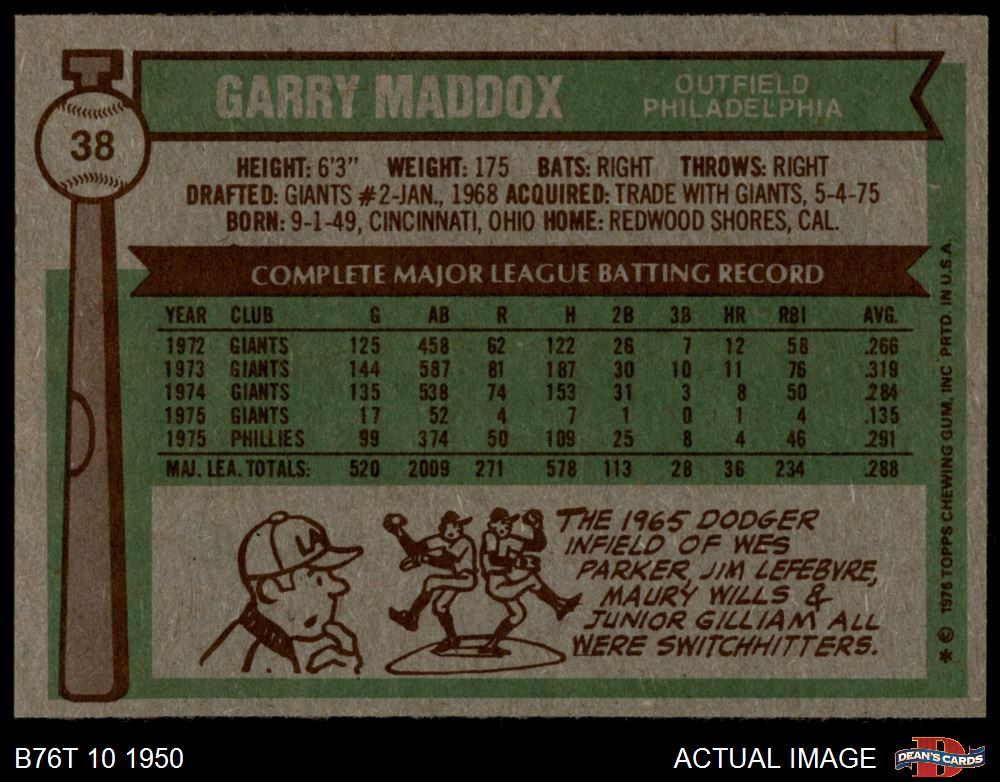 38
GARRY MADDOX
OUTFIELD
PHILADELPHIA
HEIGHT: 6'3" WEIGHT: 175 BATS: RIGHT THROWS: RIGHT
DRAFTED: GIANTS #2-JAN., 1968 ACQUIRED: TRADE WITH GIANTS, 5-4-75
BORN: 9-1-49, CINCINNATI, OHIO HOME: REDWOOD SHORES, CAL.
COMPLETE MAJOR LEAGUE BATTING RECORD
YEAR CLUB G AB R H 2B 3B HR RBI AVG.
1972 GIANTS 125 458 62 122 26 7 12 58 .266
1973 GIANTS 144 587 81 187 30 10 11 76 .319
1974 GIANTS 135 538 74 153 31 3 8 50 .284
1975 GIANTS 17 52 4 7 1 0 1 4 .135
1975 PHILLIES 99 374 50 109 25 8 4 46 .291
MAJ. LEA. TOTALS: 520 2009 271 578 113 28 36 234 .288
LA
THE 1965 DODGER
INFIELD OF WES
PARKER, JIM LEFEBVRE,
MAURY WILLS &
JUNIOR GILLIAM ALL
WERE SWITCHHITTERS.
* © 1976 TOPPS CHEWING GUM, INC PRTD. IN U.S.A.
B76T 10 1950
ACTUAL IMAGE
D
DEAN'S CARDS